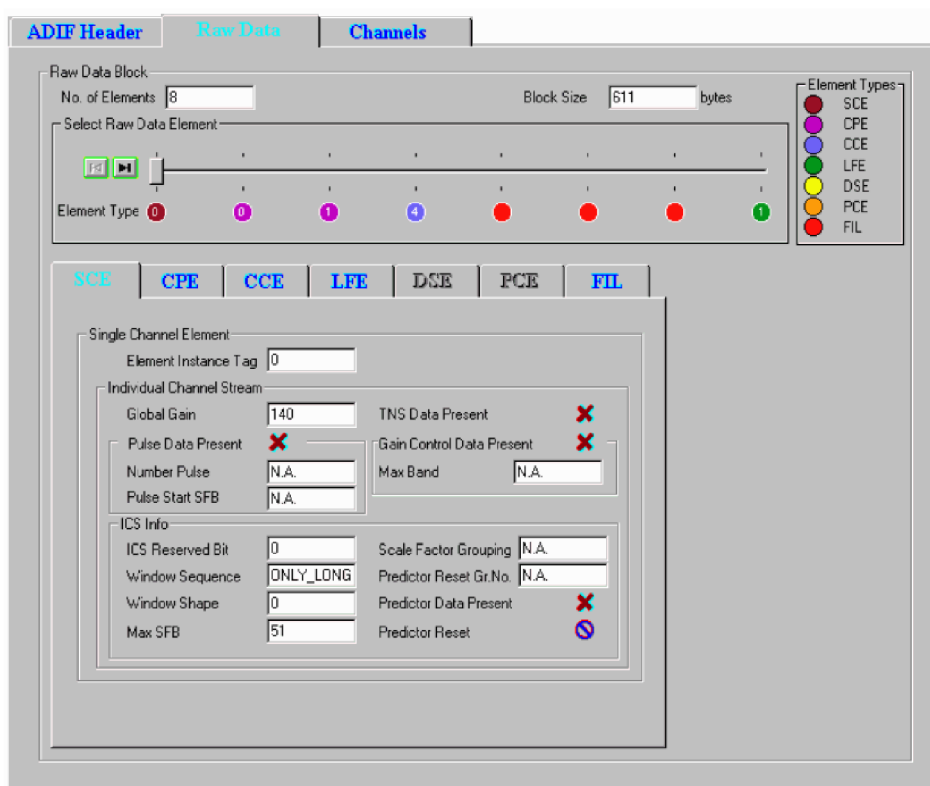 ADIF Header Raw Data Channels
Raw Data Block
No. of Elements 8 Block Size 611 bytes
Select Raw Data Element
Element Type 0 0 1 4 1
Element Types
SCE
CPE
CCE
LFE
DSE
PCE
FIL
SCE CPE CCE LFE DSE PCE FIL
Single Channel Element
Element Instance Tag 0
Individual Channel Stream
Global Gain 140 TNS Data Present
Pulse Data Present Gain Control Data Present
Number Pulse N.A. Max Band N.A.
Pulse Start SFB N.A.
ICS Info
ICS Reserved Bit 0 Scale Factor Grouping N.A.
Window Sequence ONLY_LONG Predictor Reset Gr.No. N.A.
Window Shape 0 Predictor Data Present
Max SFB 51 Predictor Reset